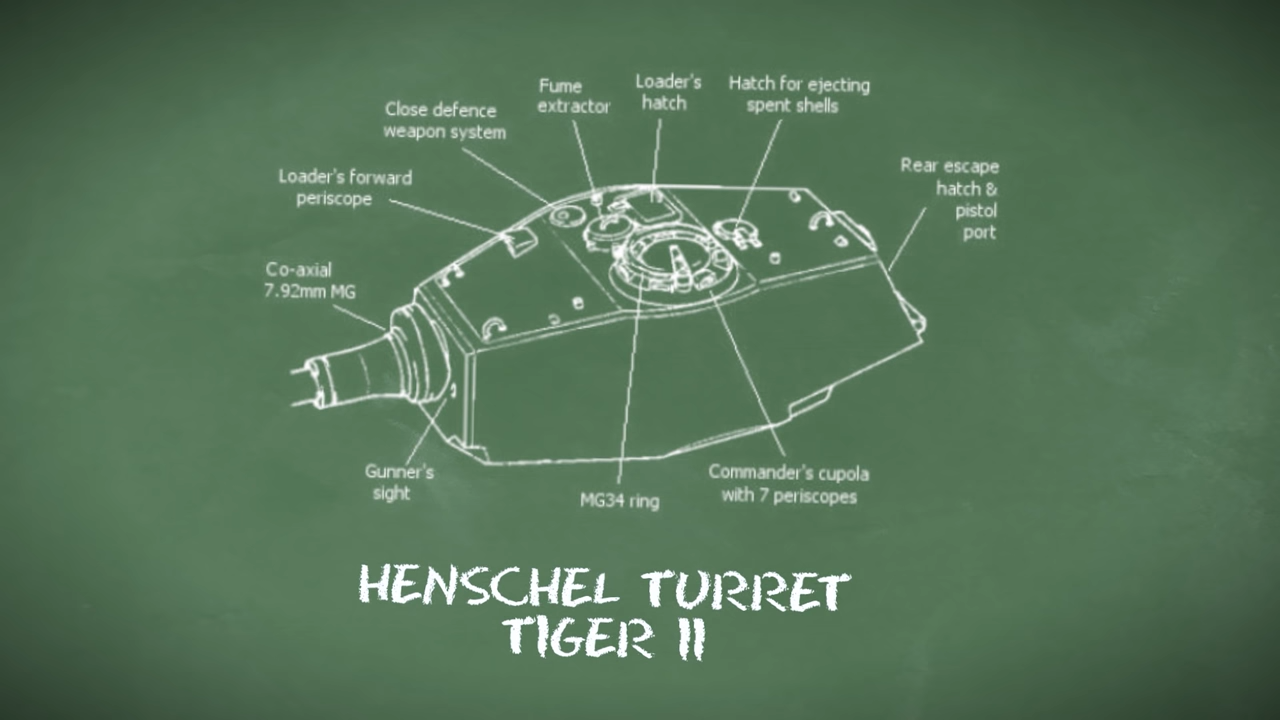 Fume
extractor
Loader's
hatch
Hatch for ejecting
spent shells
Close defence
weapon system
Loader's forward
periscope
Rear escape
hatch &
pistol
port
Co-axial
7.92mm MG
Gunner's
sight
MG34 ring
Commander's cupola
with 7 periscopes
HENSCHEL TURRET
TIGER II